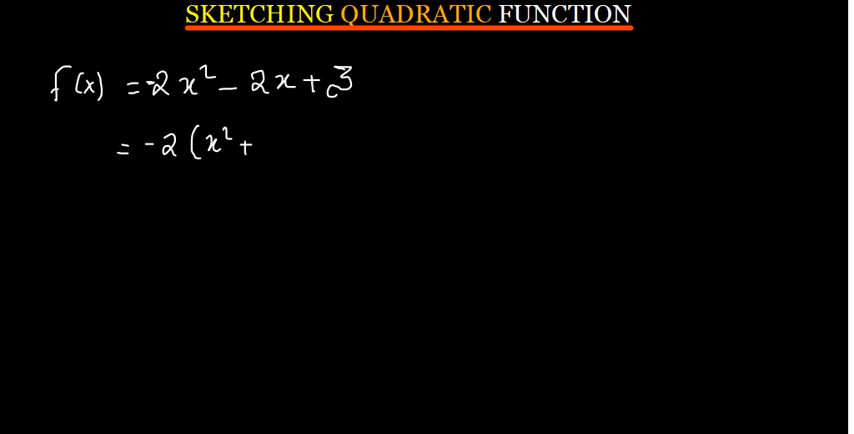 SKETCHING QUADRATIC FUNCTION
f(x) = -2x² - 2x + 3
= -2(x² +